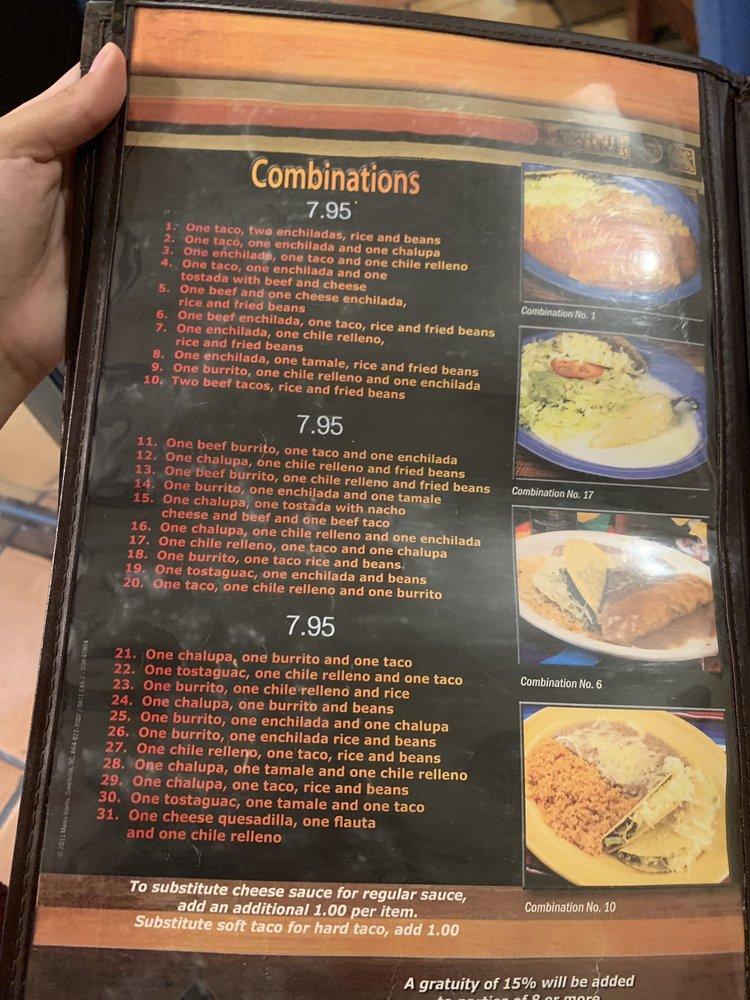 Combinations
7.95
1. One taco, two enchiladas, rice and beans
2. One taco, one enchilada and one chalupa
3. One enchilada, one taco and one chile relleno
4. One taco, one enchilada and one
tostada with beef and cheese
5. One beef and one cheese enchilada,
rice and fried beans
6. One beef enchilada, one taco, rice and fried beans
7. One enchilada, one chile relleno,
rice and fried beans
8. One enchilada, one tamale, rice and fried beans
9. One burrito, one chile relleno and one enchilada
10. Two beef tacos, rice and fried beans
7.95
11. One beef burrito, one taco and one enchilada
12. One chalupa, one chile relleno and fried beans
13. One beef burrito, one chile relleno and fried beans
14. One burrito, one enchilada and one tamale
15. One chalupa, one tostada with nacho
cheese and beef and one beef taco
16. One chalupa, one chile relleno and one enchilada
17. One chile relleno, one taco and one chalupa
18. One burrito, one taco rice and beans
19. One tostaguac, one enchilada and beans
20. One taco, one chile relleno and one burrito
7.95
21. One chalupa, one burrito and one taco
22. One tostaguac, one chile relleno and one taco
23. One burrito, one chile relleno and rice
24. One chalupa, one burrito and beans
25. One burrito, one enchilada and one chalupa
26. One burrito, one enchilada rice and beans
27. One chile relleno, one taco, rice and beans
28. One chalupa, one tamale and one chile relleno
29. One chalupa, one taco, rice and beans
30. One tostaguac, one tamale and one taco
31. One cheese quesadilla, one flauta
and one chile relleno
Combination No. 1
Combination No. 17
Combination No. 6
Combination No. 10
To substitute cheese sauce for regular sauce,
add an additional 1.00 per item.
Substitute soft taco for hard taco, add 1.00
A gratuity of 15% will be added
to parties of 8 or more